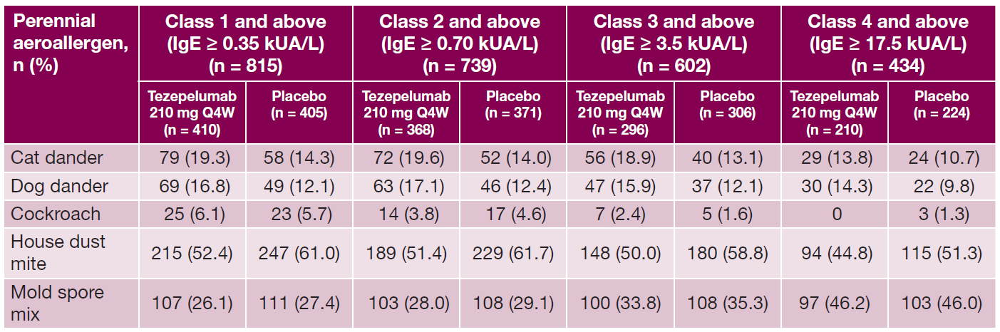 Perennial aeroallergen, n (%)
Class 1 and above (IgE ≥ 0.35 kUA/L) (n = 815)
Class 2 and above (IgE ≥ 0.70 kUA/L) (n = 739)
Class 3 and above (IgE ≥ 3.5 kUA/L) (n = 602)
Class 4 and above (IgE ≥ 17.5 kUA/L) (n = 434)
Tezepelumab 210 mg Q4W (n = 410)
Placebo (n = 405)
Tezepelumab 210 mg Q4W (n = 368)
Placebo (n = 371)
Tezepelumab 210 mg Q4W (n = 296)
Placebo (n = 306)
Tezepelumab 210 mg Q4W (n = 210)
Placebo (n = 224)
Cat dander 79 (19.3) 58 (14.3) 72 (19.6) 52 (14.0) 56 (18.9) 40 (13.1) 29 (13.8) 24 (10.7)
Dog dander 69 (16.8) 49 (12.1) 63 (17.1) 46 (12.4) 47 (15.9) 37 (12.1) 30 (14.3) 22 (9.8)
Cockroach 25 (6.1) 23 (5.7) 14 (3.8) 17 (4.6) 7 (2.4) 5 (1.6) 0 3 (1.3)
House dust mite 215 (52.4) 247 (61.0) 189 (51.4) 229 (61.7) 148 (50.0) 180 (58.8) 94 (44.8) 115 (51.3)
Mold spore mix 107 (26.1) 111 (27.4) 103 (28.0) 108 (29.1) 100 (33.8) 108 (35.3) 97 (46.2) 103 (46.0)